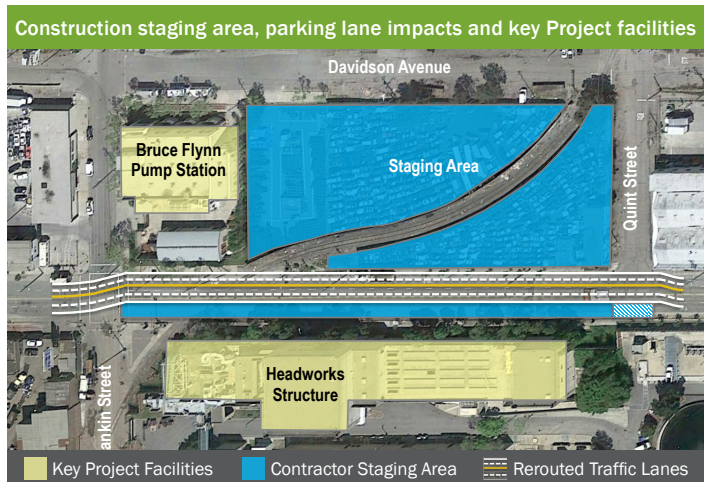 Construction staging area, parking lane impacts and key Project facilities
Davidson Avenue
Bruce Flynn
Pump Station
Staging Area
Quint Street
Headworks
Structure
ankin Street
Key Project Facilities
Contractor Staging Area
Rerouted Traffic Lanes